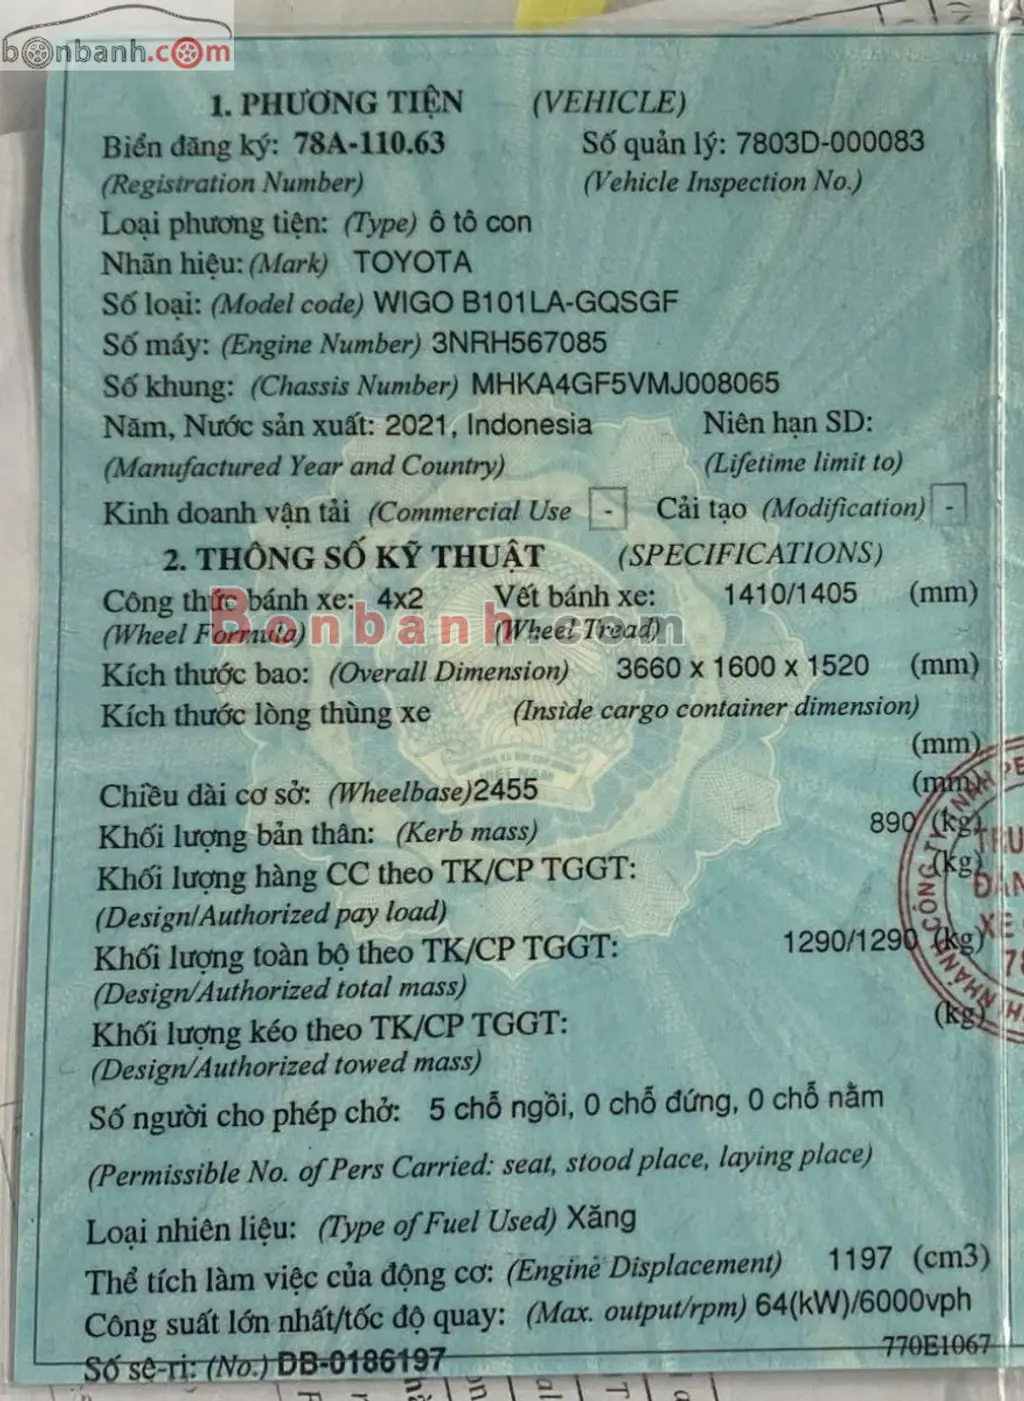 bonbanh.com
1. PHƯƠNG TIỆN (VEHICLE)
Biển đăng ký: 78A-110.63 Số quản lý: 7803D-000083
(Registration Number) (Vehicle Inspection No.)
Loại phương tiện: (Type) ô tô con
Nhãn hiệu: (Mark) TOYOTA
Số loại: (Model code) WIGO B101LA-GQSGF
Số máy: (Engine Number) 3NRH567085
Số khung: (Chassis Number) MHKA4GF5VMJ008065
Năm, Nước sản xuất: 2021, Indonesia Niên hạn SD:
(Manufactured Year and Country) (Lifetime limit to)
Kinh doanh vận tải (Commercial Use - Cải tạo (Modification) -
2. THÔNG SỐ KỸ THUẬT (SPECIFICATIONS)
Công thức bánh xe: 4x2 Vết bánh xe: 1410/1405 (mm)
Bonbanh.com
(Wheel Formula) (Wheel Tread)
Kích thước bao: (Overall Dimension) 3660 x 1600 x 1520 (mm)
Kích thước lòng thùng xe (Inside cargo container dimension)
(mm)
Chiều dài cơ sở: (Wheelbase)2455 (mm)
Khối lượng bản thân: (Kerb mass) 890 (kg)
Khối lượng hàng CC theo TK/CP TGGT: (kg)
(Design/Authorized pay load)
Khối lượng toàn bộ theo TK/CP TGGT: 1290/1290 (kg)
(Design/Authorized total mass)
Khối lượng kéo theo TK/CP TGGT: (kg)
(Design/Authorized towed mass)
Số người cho phép chở: 5 chỗ ngồi, 0 chỗ đứng, 0 chỗ nằm
(Permissible No. of Pers Carried: seat, stood place, laying place)
Loại nhiên liệu: (Type of Fuel Used) Xăng
Thể tích làm việc của động cơ: (Engine Displacement) 1197 (cm3)
Công suất lớn nhất/tốc độ quay: (Max. output/rpm) 64(kW)/6000vph
Số sê-ri: (No.) DB-0186197 770E1067